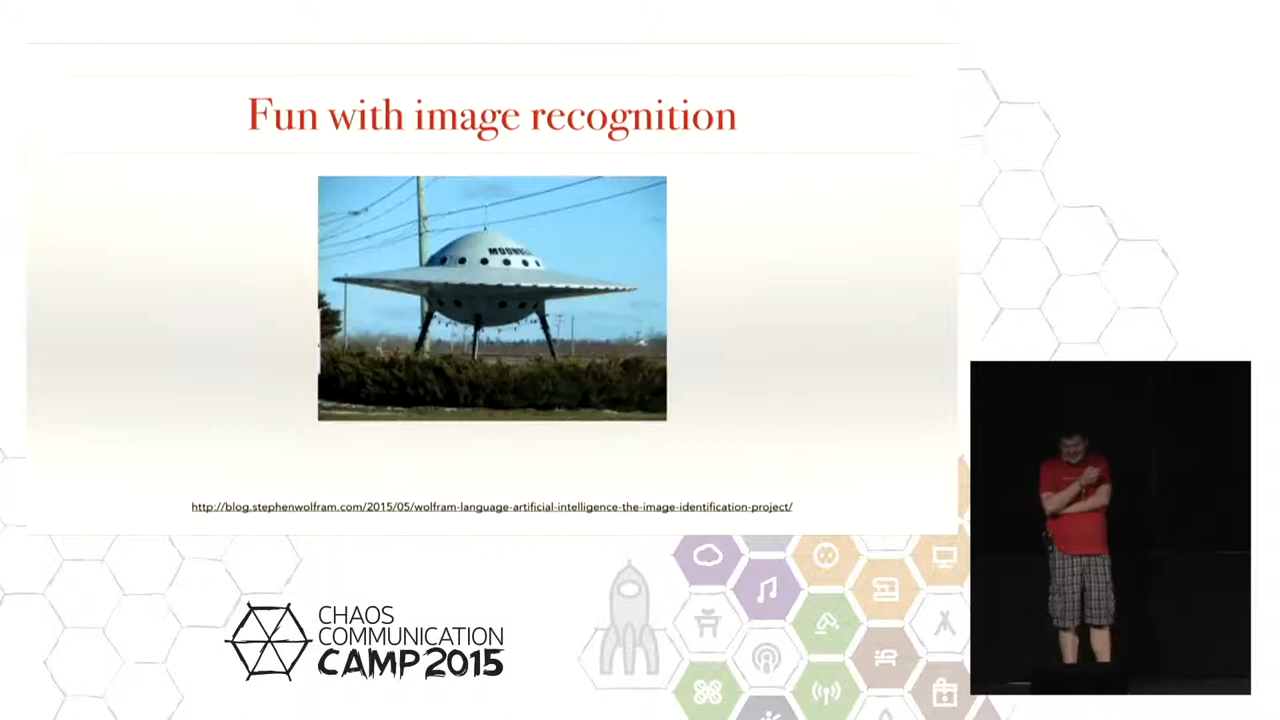 Fun with image recognition
http://blog.stephenwolfram.com/2015/05/wolfram-language-artificial-intelligence-the-image-identification-project/
CHAOS
COMMUNICATION
CAMP 2015